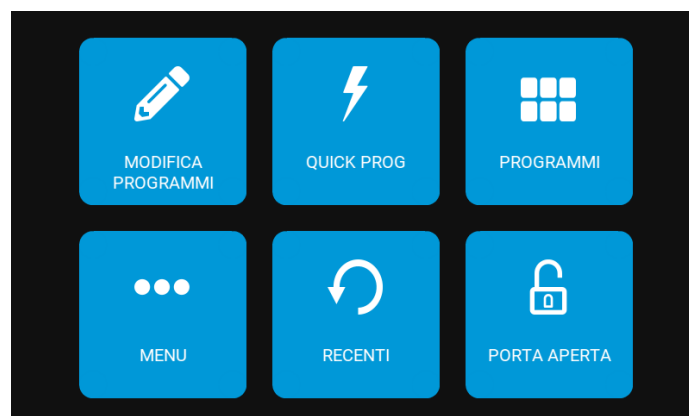 MODIFICA
PROGRAMMI
QUICK PROG
PROGRAMMI
MENU
RECENTI
PORTA APERTA